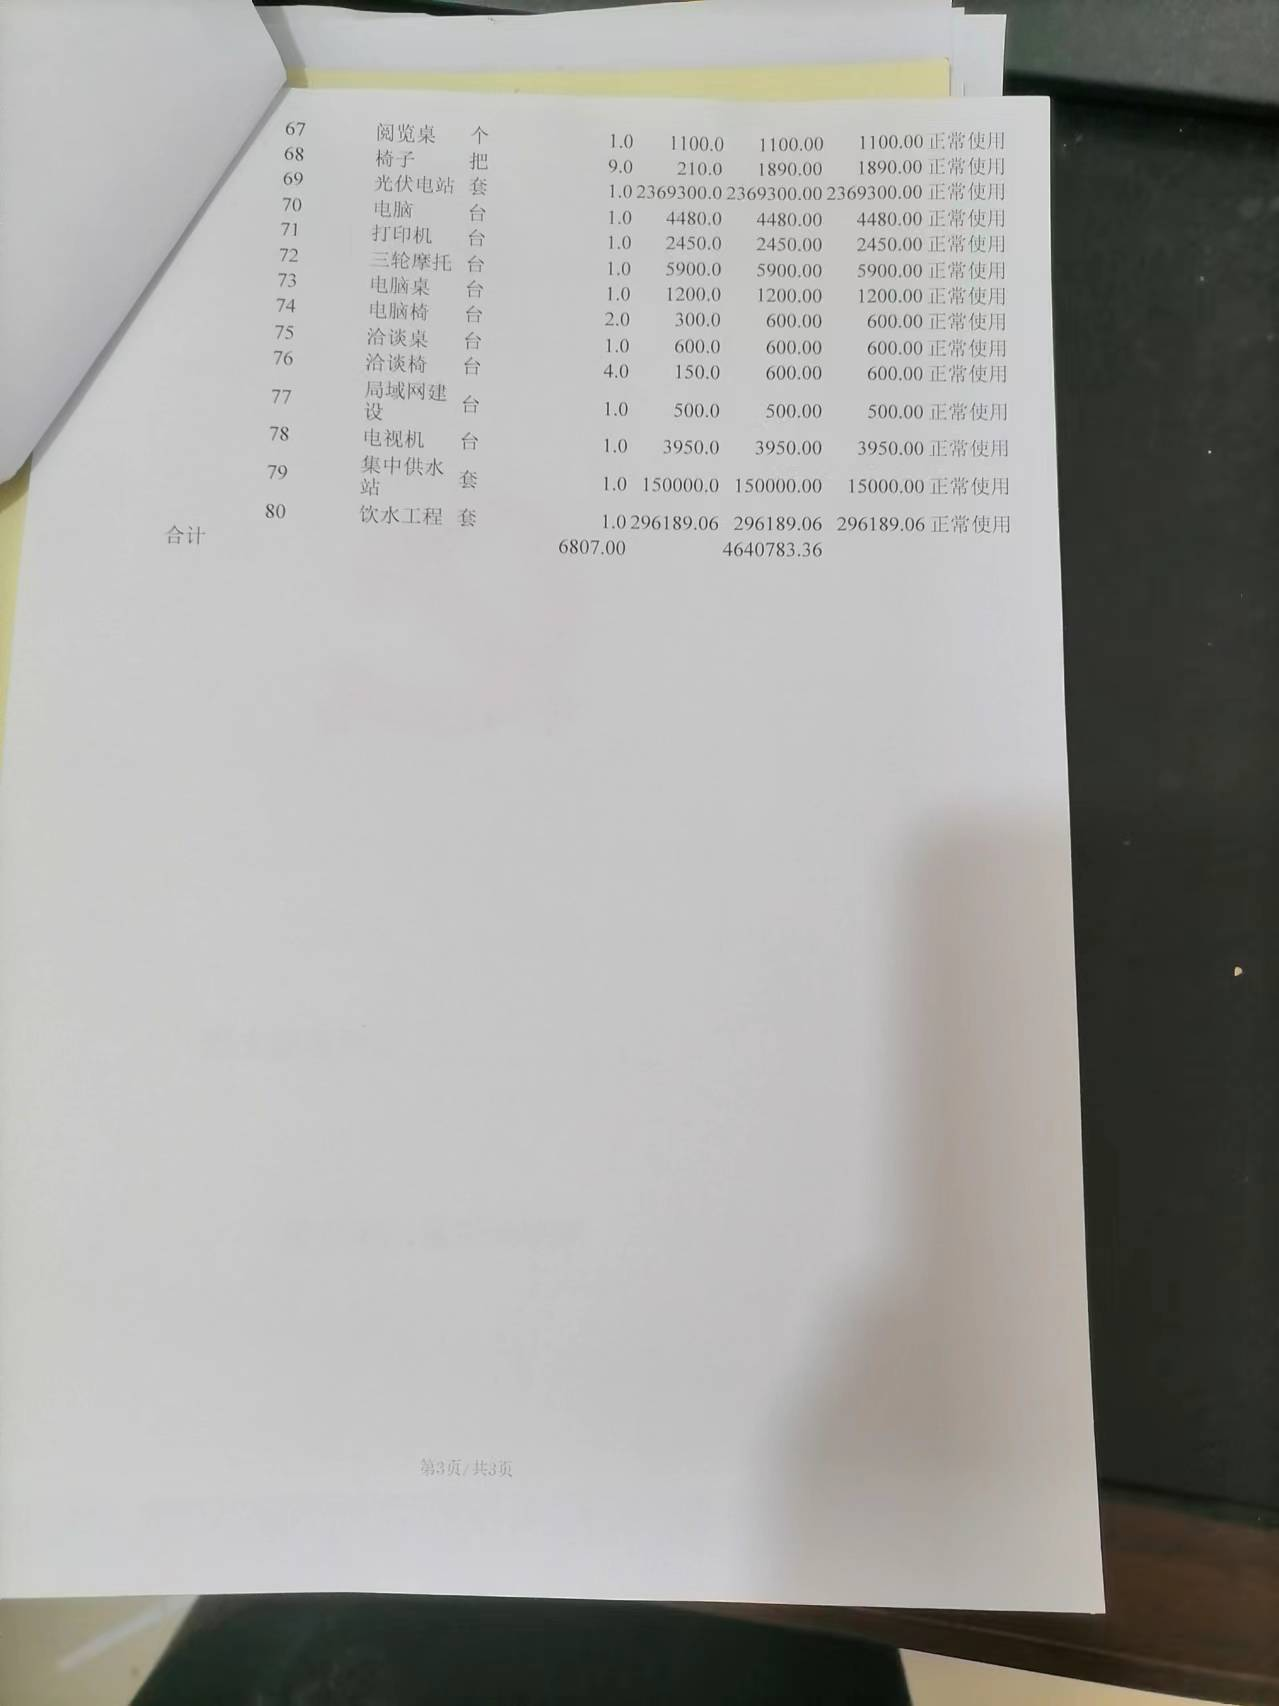 67 阅览桌 个 1.0 1100.0 1100.00 1100.00 正常使用
68 椅子 把 9.0 210.0 1890.00 1890.00 正常使用
69 光伏电站 套 1.0 2369300.0 2369300.00 2369300.00 正常使用
70 电脑 台 1.0 4480.0 4480.00 4480.00 正常使用
71 打印机 台 1.0 2450.0 2450.00 2450.00 正常使用
72 三轮摩托 台 1.0 5900.0 5900.00 5900.00 正常使用
73 电脑桌 台 1.0 1200.0 1200.00 1200.00 正常使用
74 电脑椅 台 2.0 300.0 600.00 600.00 正常使用
75 洽谈桌 台 1.0 600.0 600.00 600.00 正常使用
76 洽谈椅 台 4.0 150.0 600.00 600.00 正常使用
77 局域网建设 台 1.0 500.0 500.00 500.00 正常使用
78 电视机 台 1.0 3950.0 3950.00 3950.00 正常使用
79 集中供水站 套 1.0 150000.0 150000.00 15000.00 正常使用
80 饮水工程 套 1.0 296189.06 296189.06 296189.06 正常使用
合计 6807.00 4640783.36
第3页/共3页